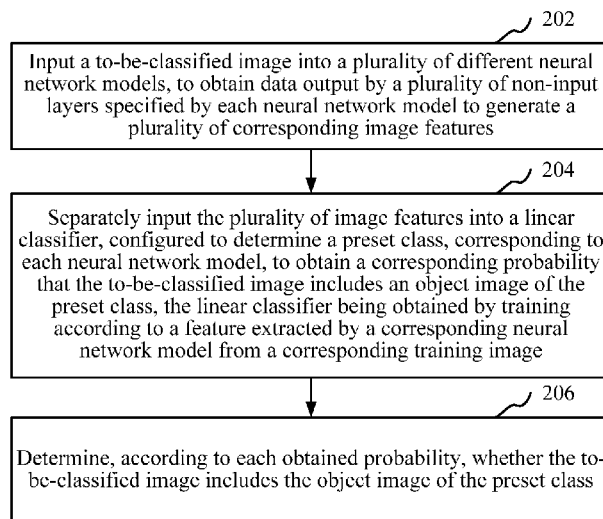 202
Input a to-be-classified image into a plurality of different neural
network models, to obtain data output by a plurality of non-input
layers specified by each neural network model to generate a
plurality of corresponding image features
204
Separately input the plurality of image features into a linear
classifier, configured to determine a preset class, corresponding to
each neural network model, to obtain a corresponding probability
that the to-be-classified image includes an object image of the
preset class, the linear classifier being obtained by training
according to a feature extracted by a corresponding neural
network model from a corresponding training image
206
Determine, according to each obtained probability, whether the to-
be-classified image includes the object image of the preset class